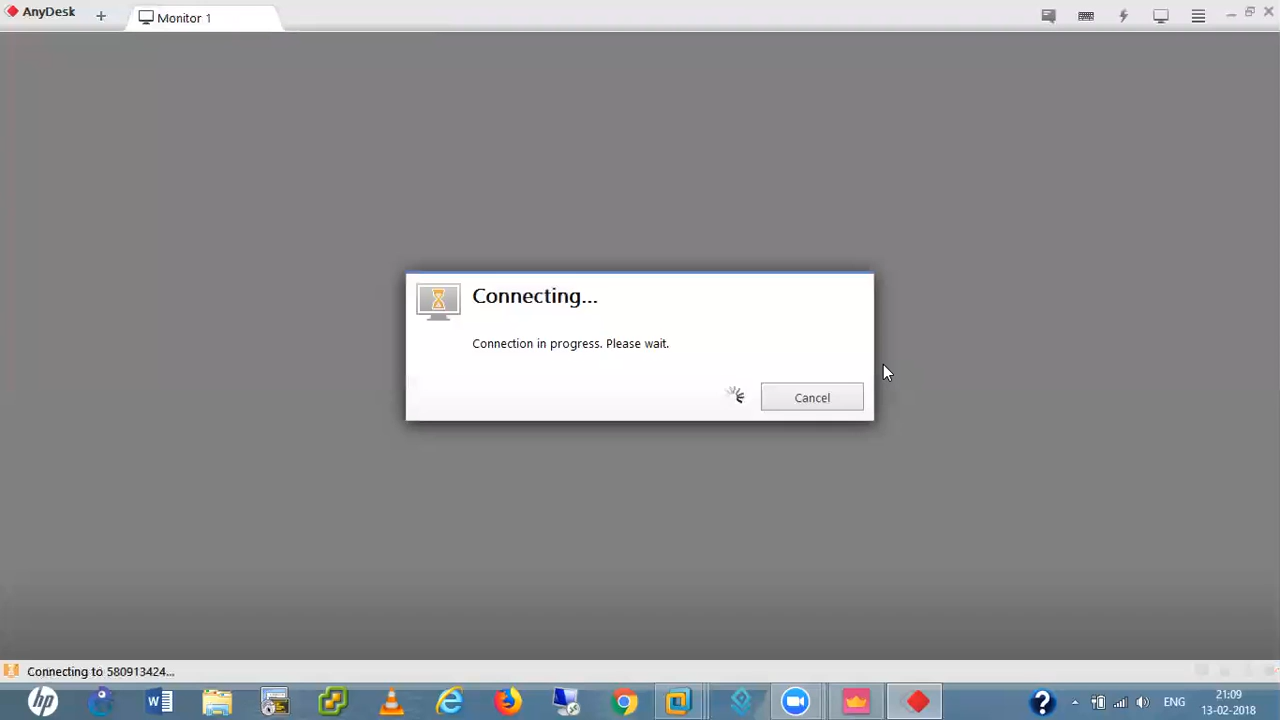 AnyDesk
Monitor 1
Connecting...
Connection in progress. Please wait.
Cancel
Connecting to 580913424...
ENG
21:09
13-02-2018